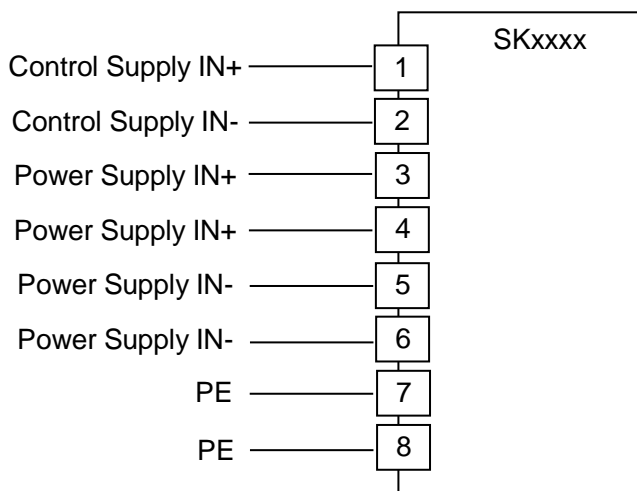 SKxxxx
Control Supply IN+ 1
Control Supply IN- 2
Power Supply IN+ 3
Power Supply IN+ 4
Power Supply IN- 5
Power Supply IN- 6
PE 7
PE 8